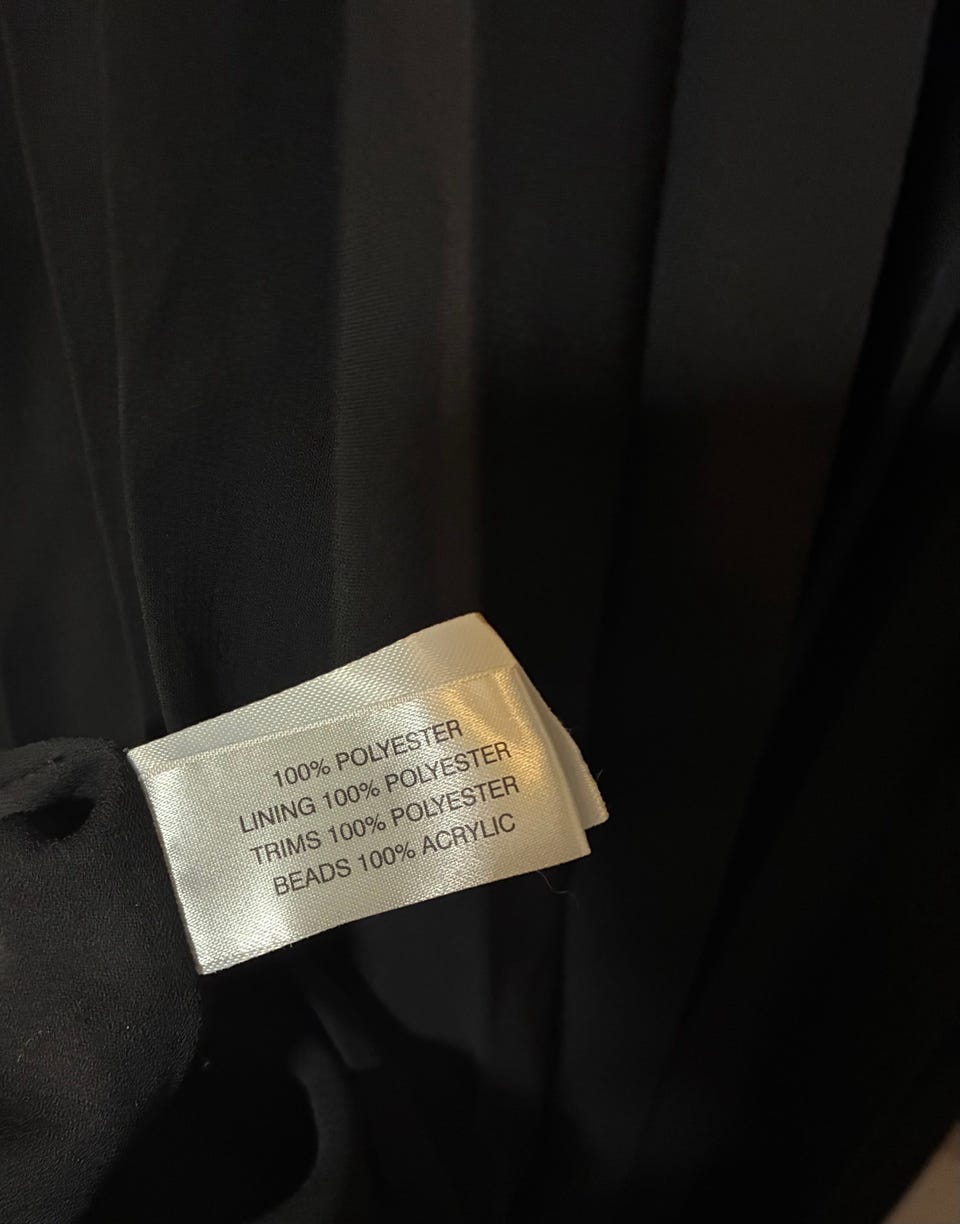 100% POLYESTER
LINING 100% POLYESTER
TRIMS 100% POLYESTER
BEADS 100% ACRYLIC